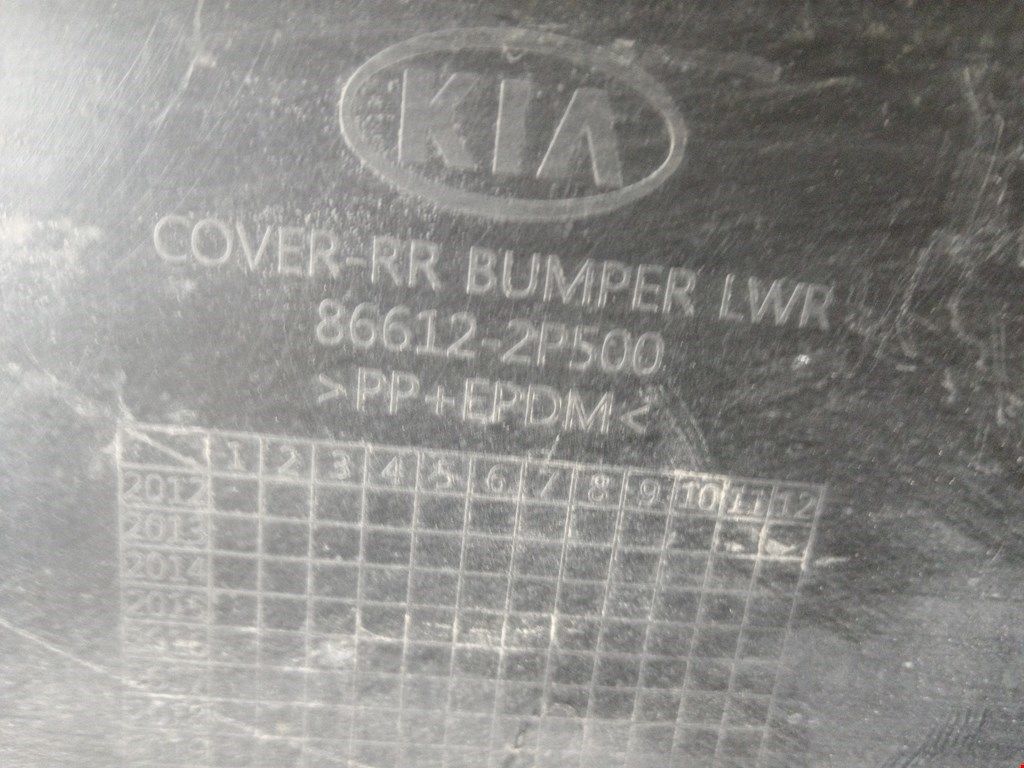 KIA
COVER-RR BUMPER LWR
86612-2P500
>PP+EPDM<
1 2 3 4 5 6 7 8 9 10 11 12
2012
2013
2014
2015